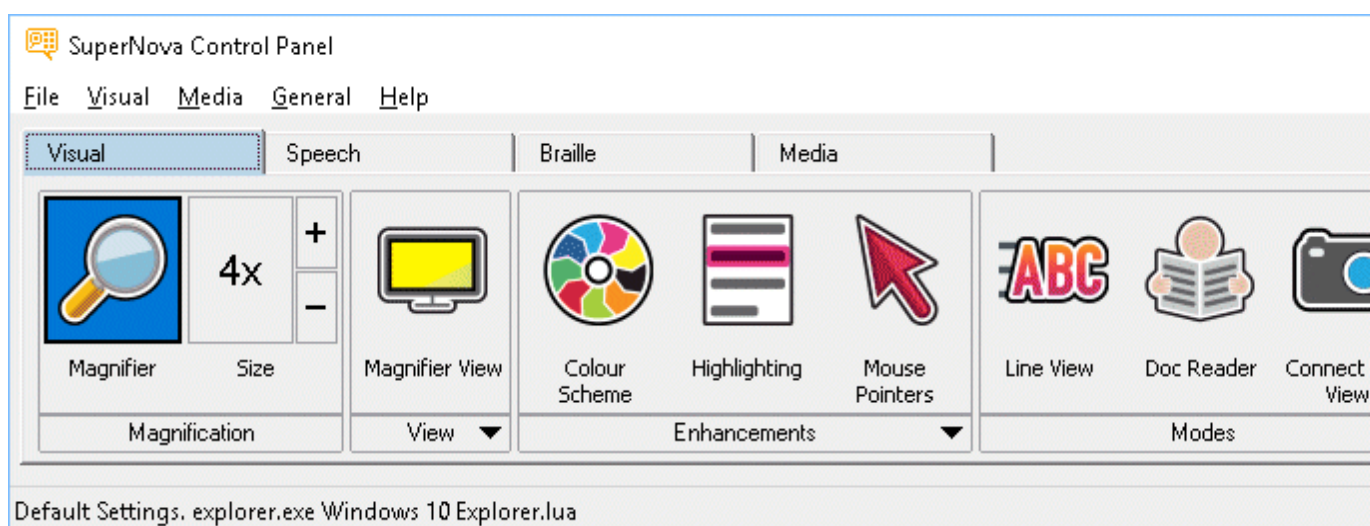 SuperNova Control Panel
File Visual Media General Help
Visual Speech Braille Media
4x + −
ABC
Magnifier Size Magnifier View Colour Scheme Highlighting Mouse Pointers Line View Doc Reader Connect View
Magnification View Enhancements Modes
Default Settings. explorer.exe Windows 10 Explorer.lua